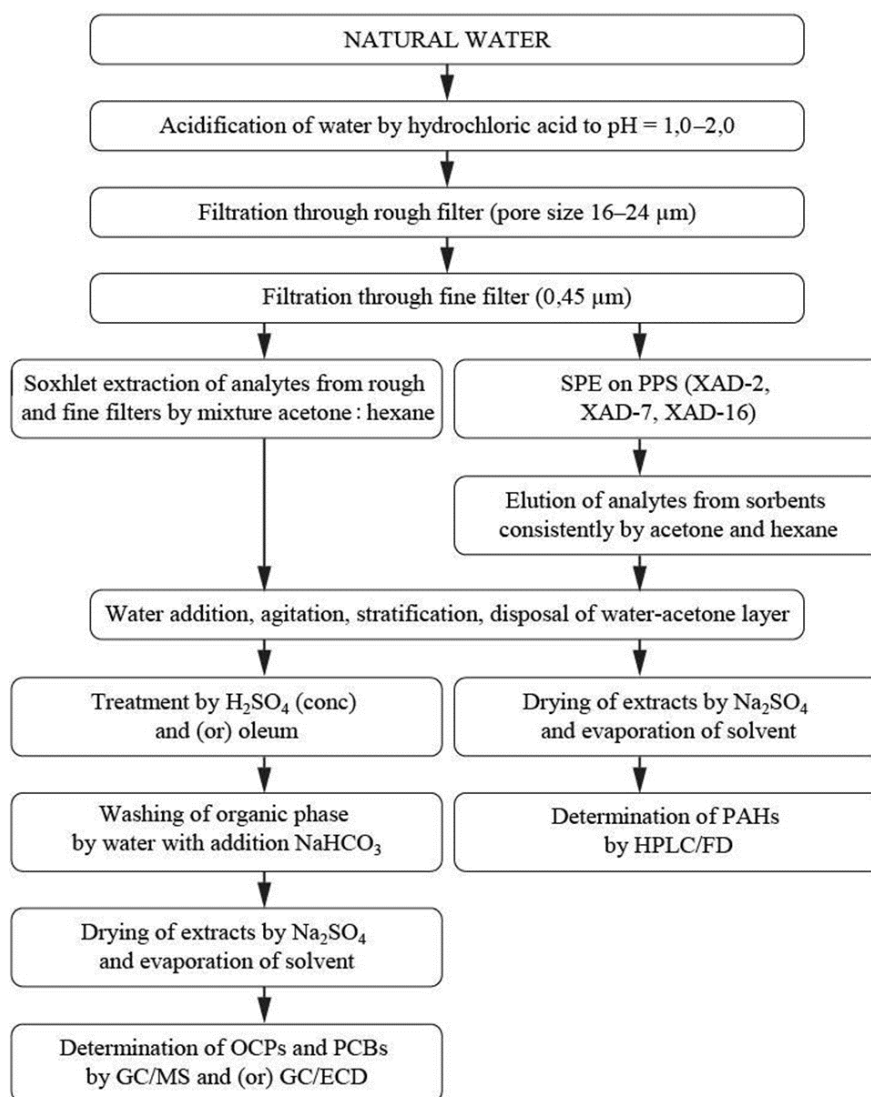 NATURAL WATER
Acidification of water by hydrochloric acid to pH = 1,0–2,0
Filtration through rough filter (pore size 16–24 μm)
Filtration through fine filter (0,45 μm)
Soxhlet extraction of analytes from rough
and fine filters by mixture acetone : hexane
SPE on PPS (XAD-2,
XAD-7, XAD-16)
Elution of analytes from sorbents
consistently by acetone and hexane
Water addition, agitation, stratification, disposal of water-acetone layer
Treatment by H₂SO₄ (conc)
and (or) oleum
Washing of organic phase
by water with addition NaHCO₃
Drying of extracts by Na₂SO₄
and evaporation of solvent
Determination of OCPs and PCBs
by GC/MS and (or) GC/ECD
Drying of extracts by Na₂SO₄
and evaporation of solvent
Determination of PAHs
by HPLC/FD